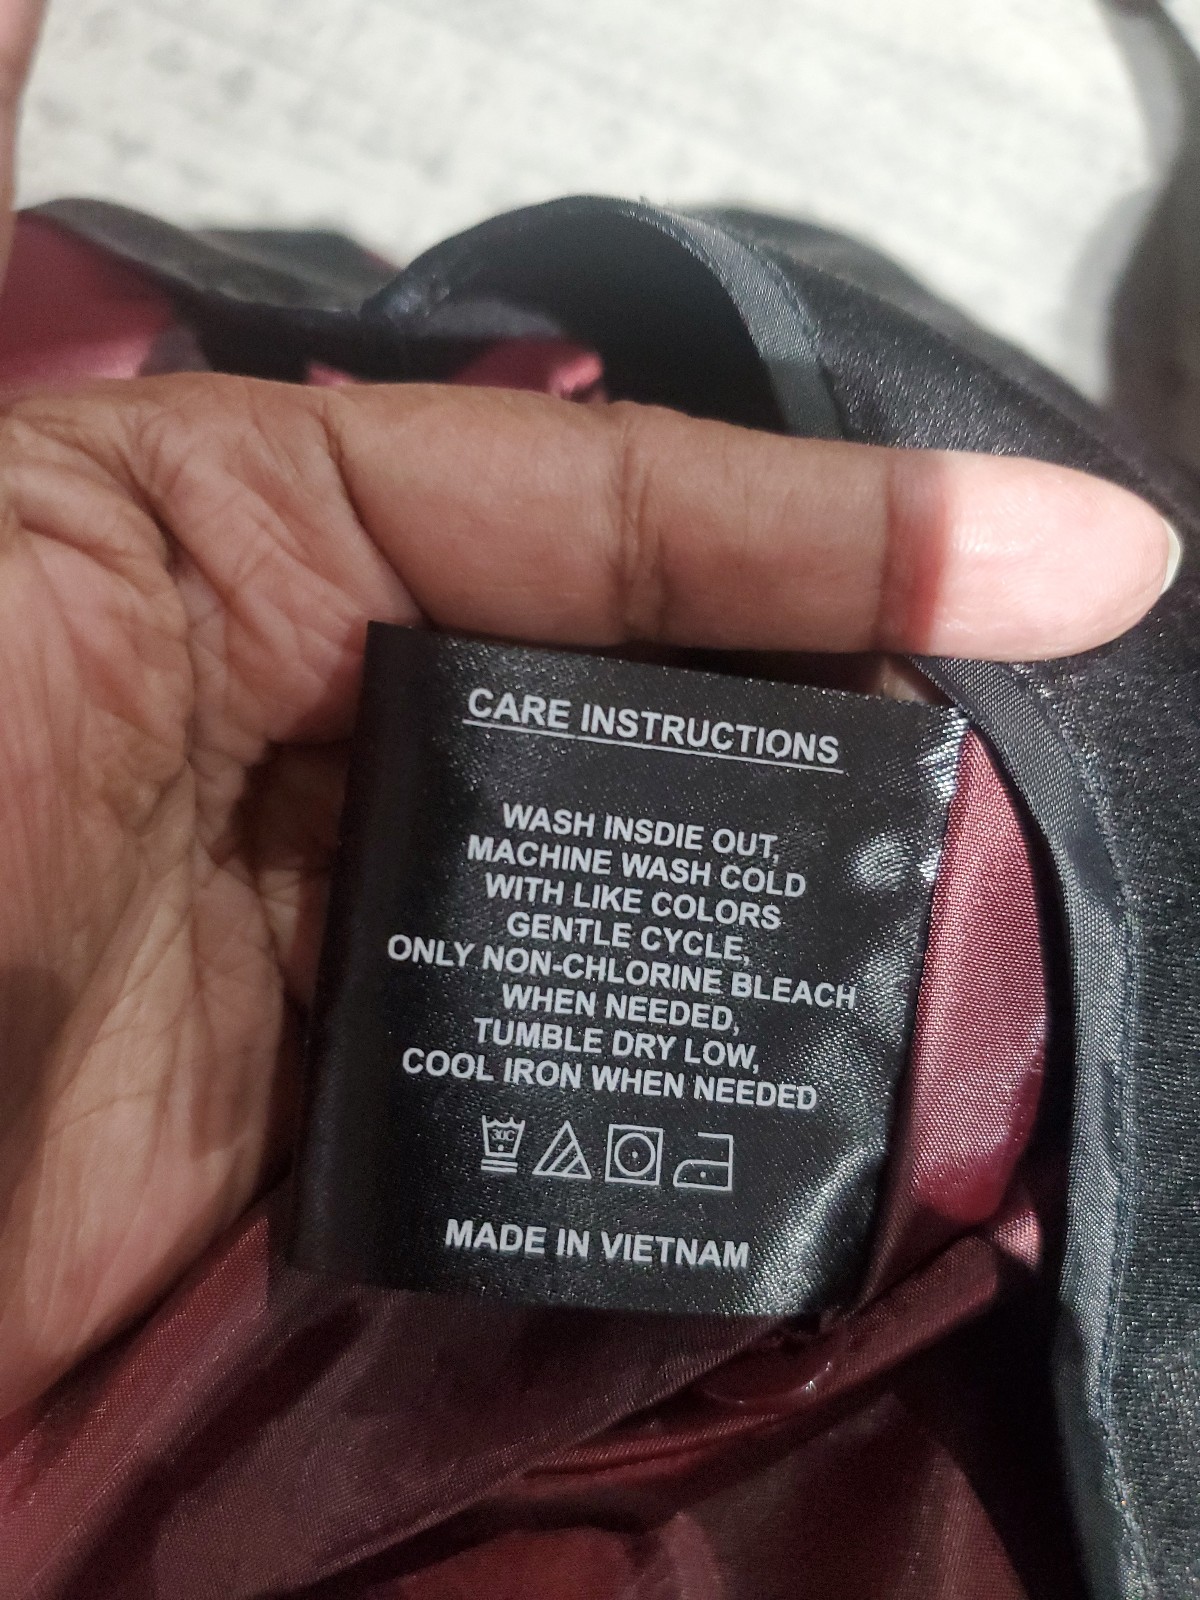 CARE INSTRUCTIONS
WASH INSDIE OUT,
MACHINE WASH COLD
WITH LIKE COLORS
GENTLE CYCLE,
ONLY NON-CHLORINE BLEACH
WHEN NEEDED,
TUMBLE DRY LOW,
COOL IRON WHEN NEEDED
30C
MADE IN VIETNAM